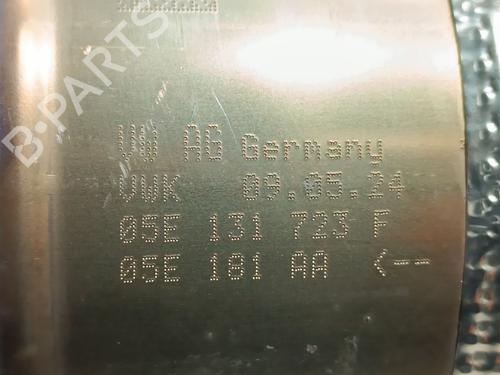 VW AG Germany
VWK 09.05.24
05E 131 723 F
05E 181 AA <--
B-PARTS